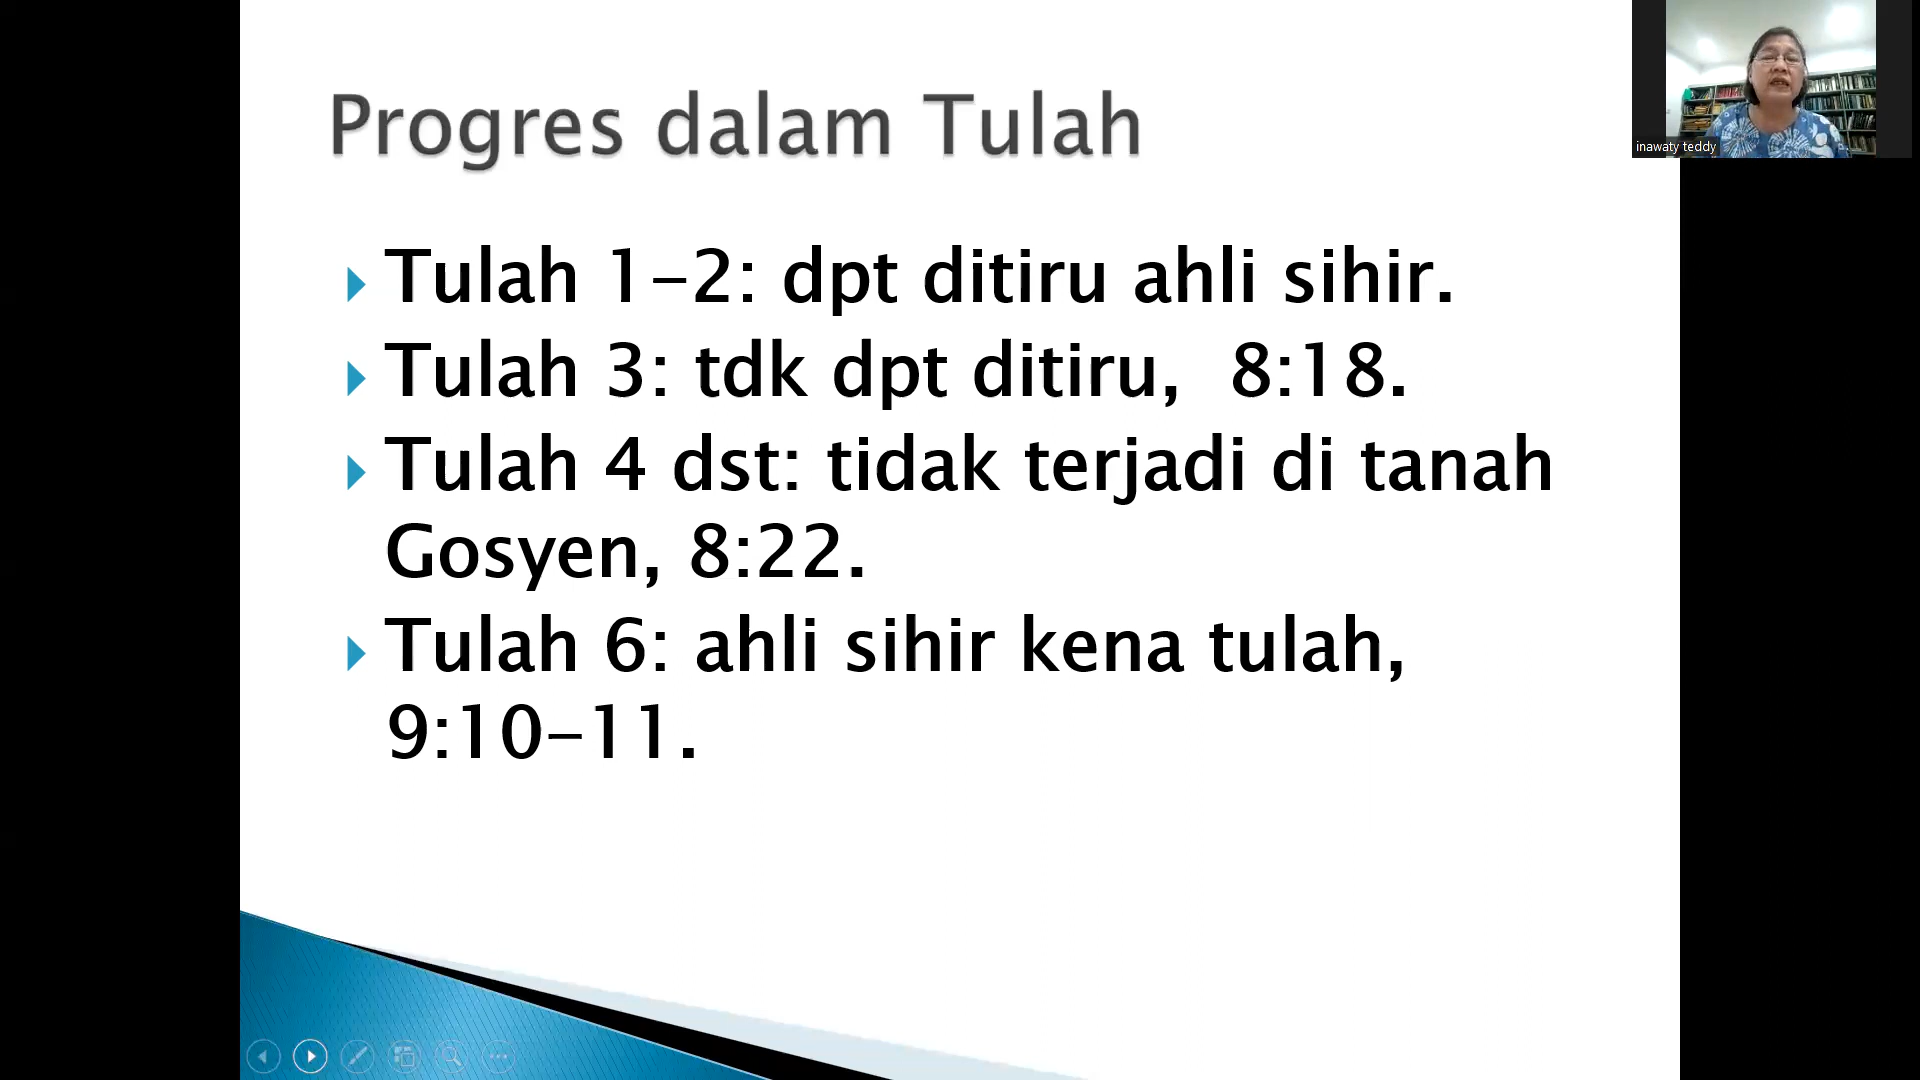 Progres dalam Tulah
Tulah 1-2: dpt ditiru ahli sihir.
Tulah 3: tdk dpt ditiru, 8:18.
Tulah 4 dst: tidak terjadi di tanah
Gosyen, 8:22.
Tulah 6: ahli sihir kena tulah,
9:10-11.
inawaty teddy